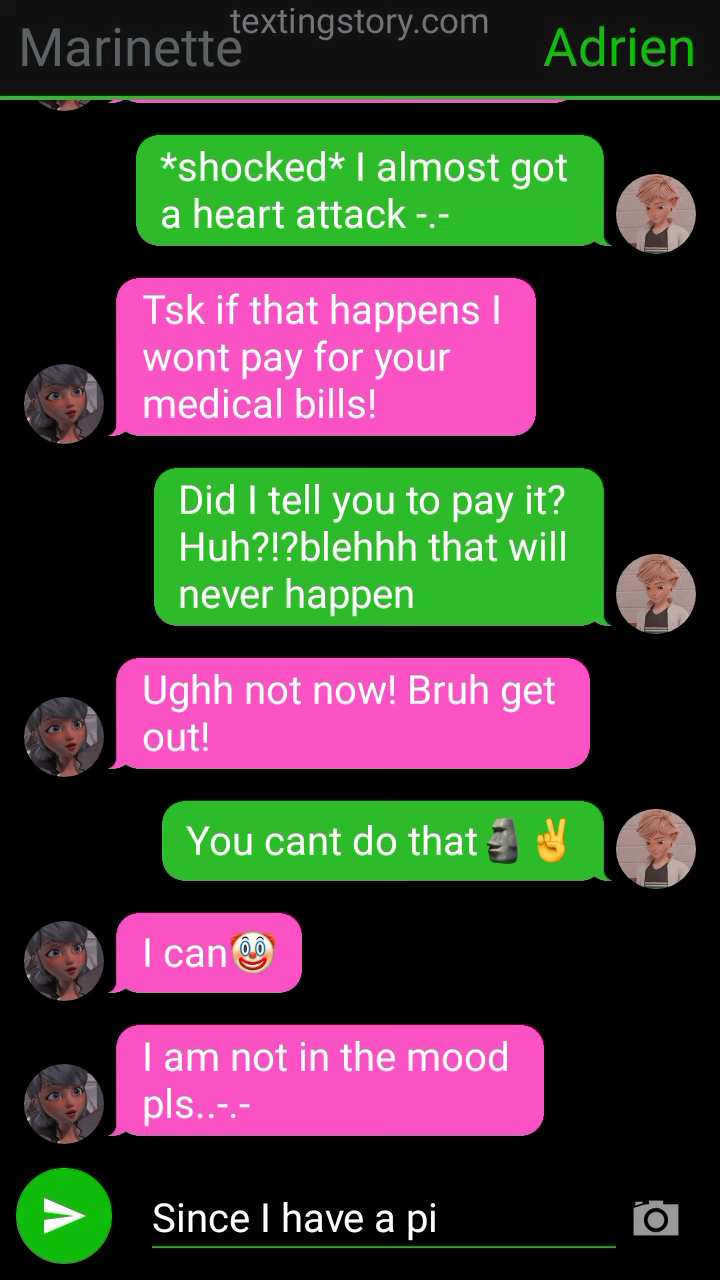 textingstory.com
Marinette
Adrien
*shocked* I almost got
a heart attack -.-
Tsk if that happens I
wont pay for your
medical bills!
Did I tell you to pay it?
Huh?!?blehhh that will
never happen
Ughh not now! Bruh get
out!
You cant do that🗿✌️
I can🤡
I am not in the mood
pls..-.-
Since I have a pi